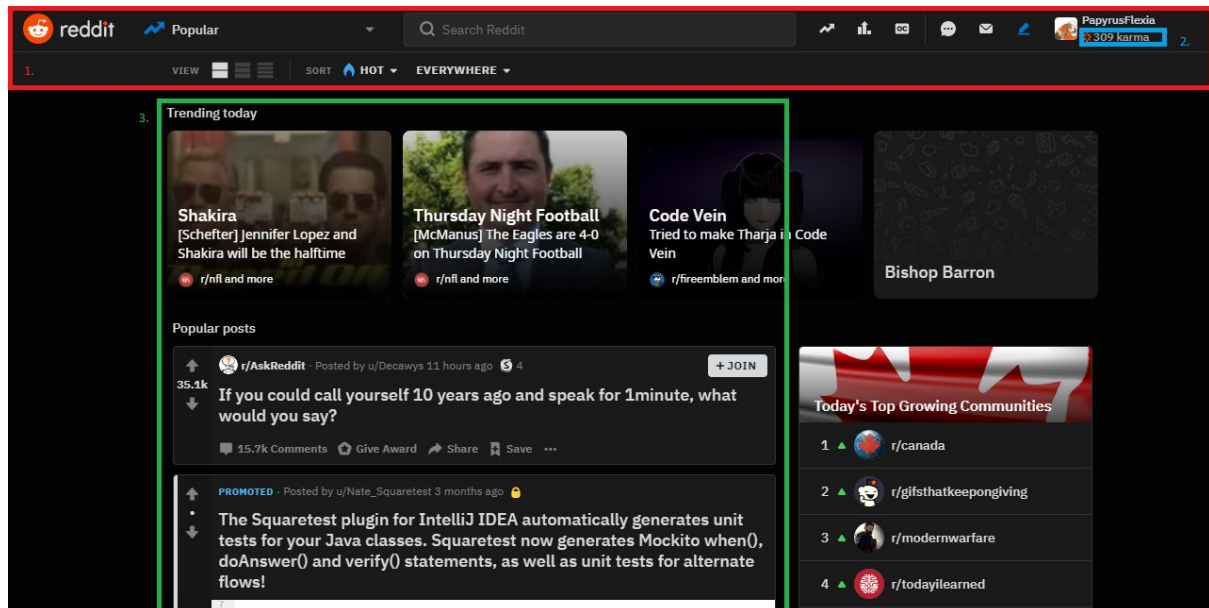 reddit
Popular
Search Reddit
PapyrusFlexia
309 karma
2.
1.
VIEW
SORT
HOT
EVERYWHERE
3.
Trending today
Shakira
[Schefter] Jennifer Lopez and
Shakira will be the halftime
r/nfl and more
Thursday Night Football
[McManus] The Eagles are 4-0
on Thursday Night Football
r/nfl and more
Code Vein
Tried to make Tharja in Code
Vein
r/fireemblem and more
Bishop Barron
Popular posts
r/AskReddit · Posted by u/Decawys 11 hours ago S 4
+ JOIN
35.1k
If you could call yourself 10 years ago and speak for 1minute, what
would you say?
15.7k Comments Give Award Share Save ···
PROMOTED · Posted by u/Nate_Squaretest 3 months ago
The Squaretest plugin for IntelliJ IDEA automatically generates unit
tests for your Java classes. Squaretest now generates Mockito when(),
doAnswer() and verify() statements, as well as unit tests for alternate
flows!
7
Today's Top Growing Communities
1 r/canada
2 r/gifsthatkeepongiving
3 r/modernwarfare
4 r/todayilearned